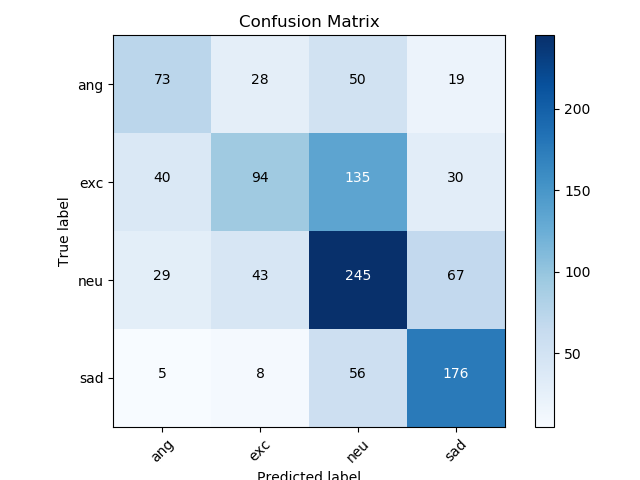 Confusion Matrix
True label
ang 73 28 50 19
exc 40 94 135 30
neu 29 43 245 67
sad 5 8 56 176
ang exc neu sad
Predicted label
200
150
100
50